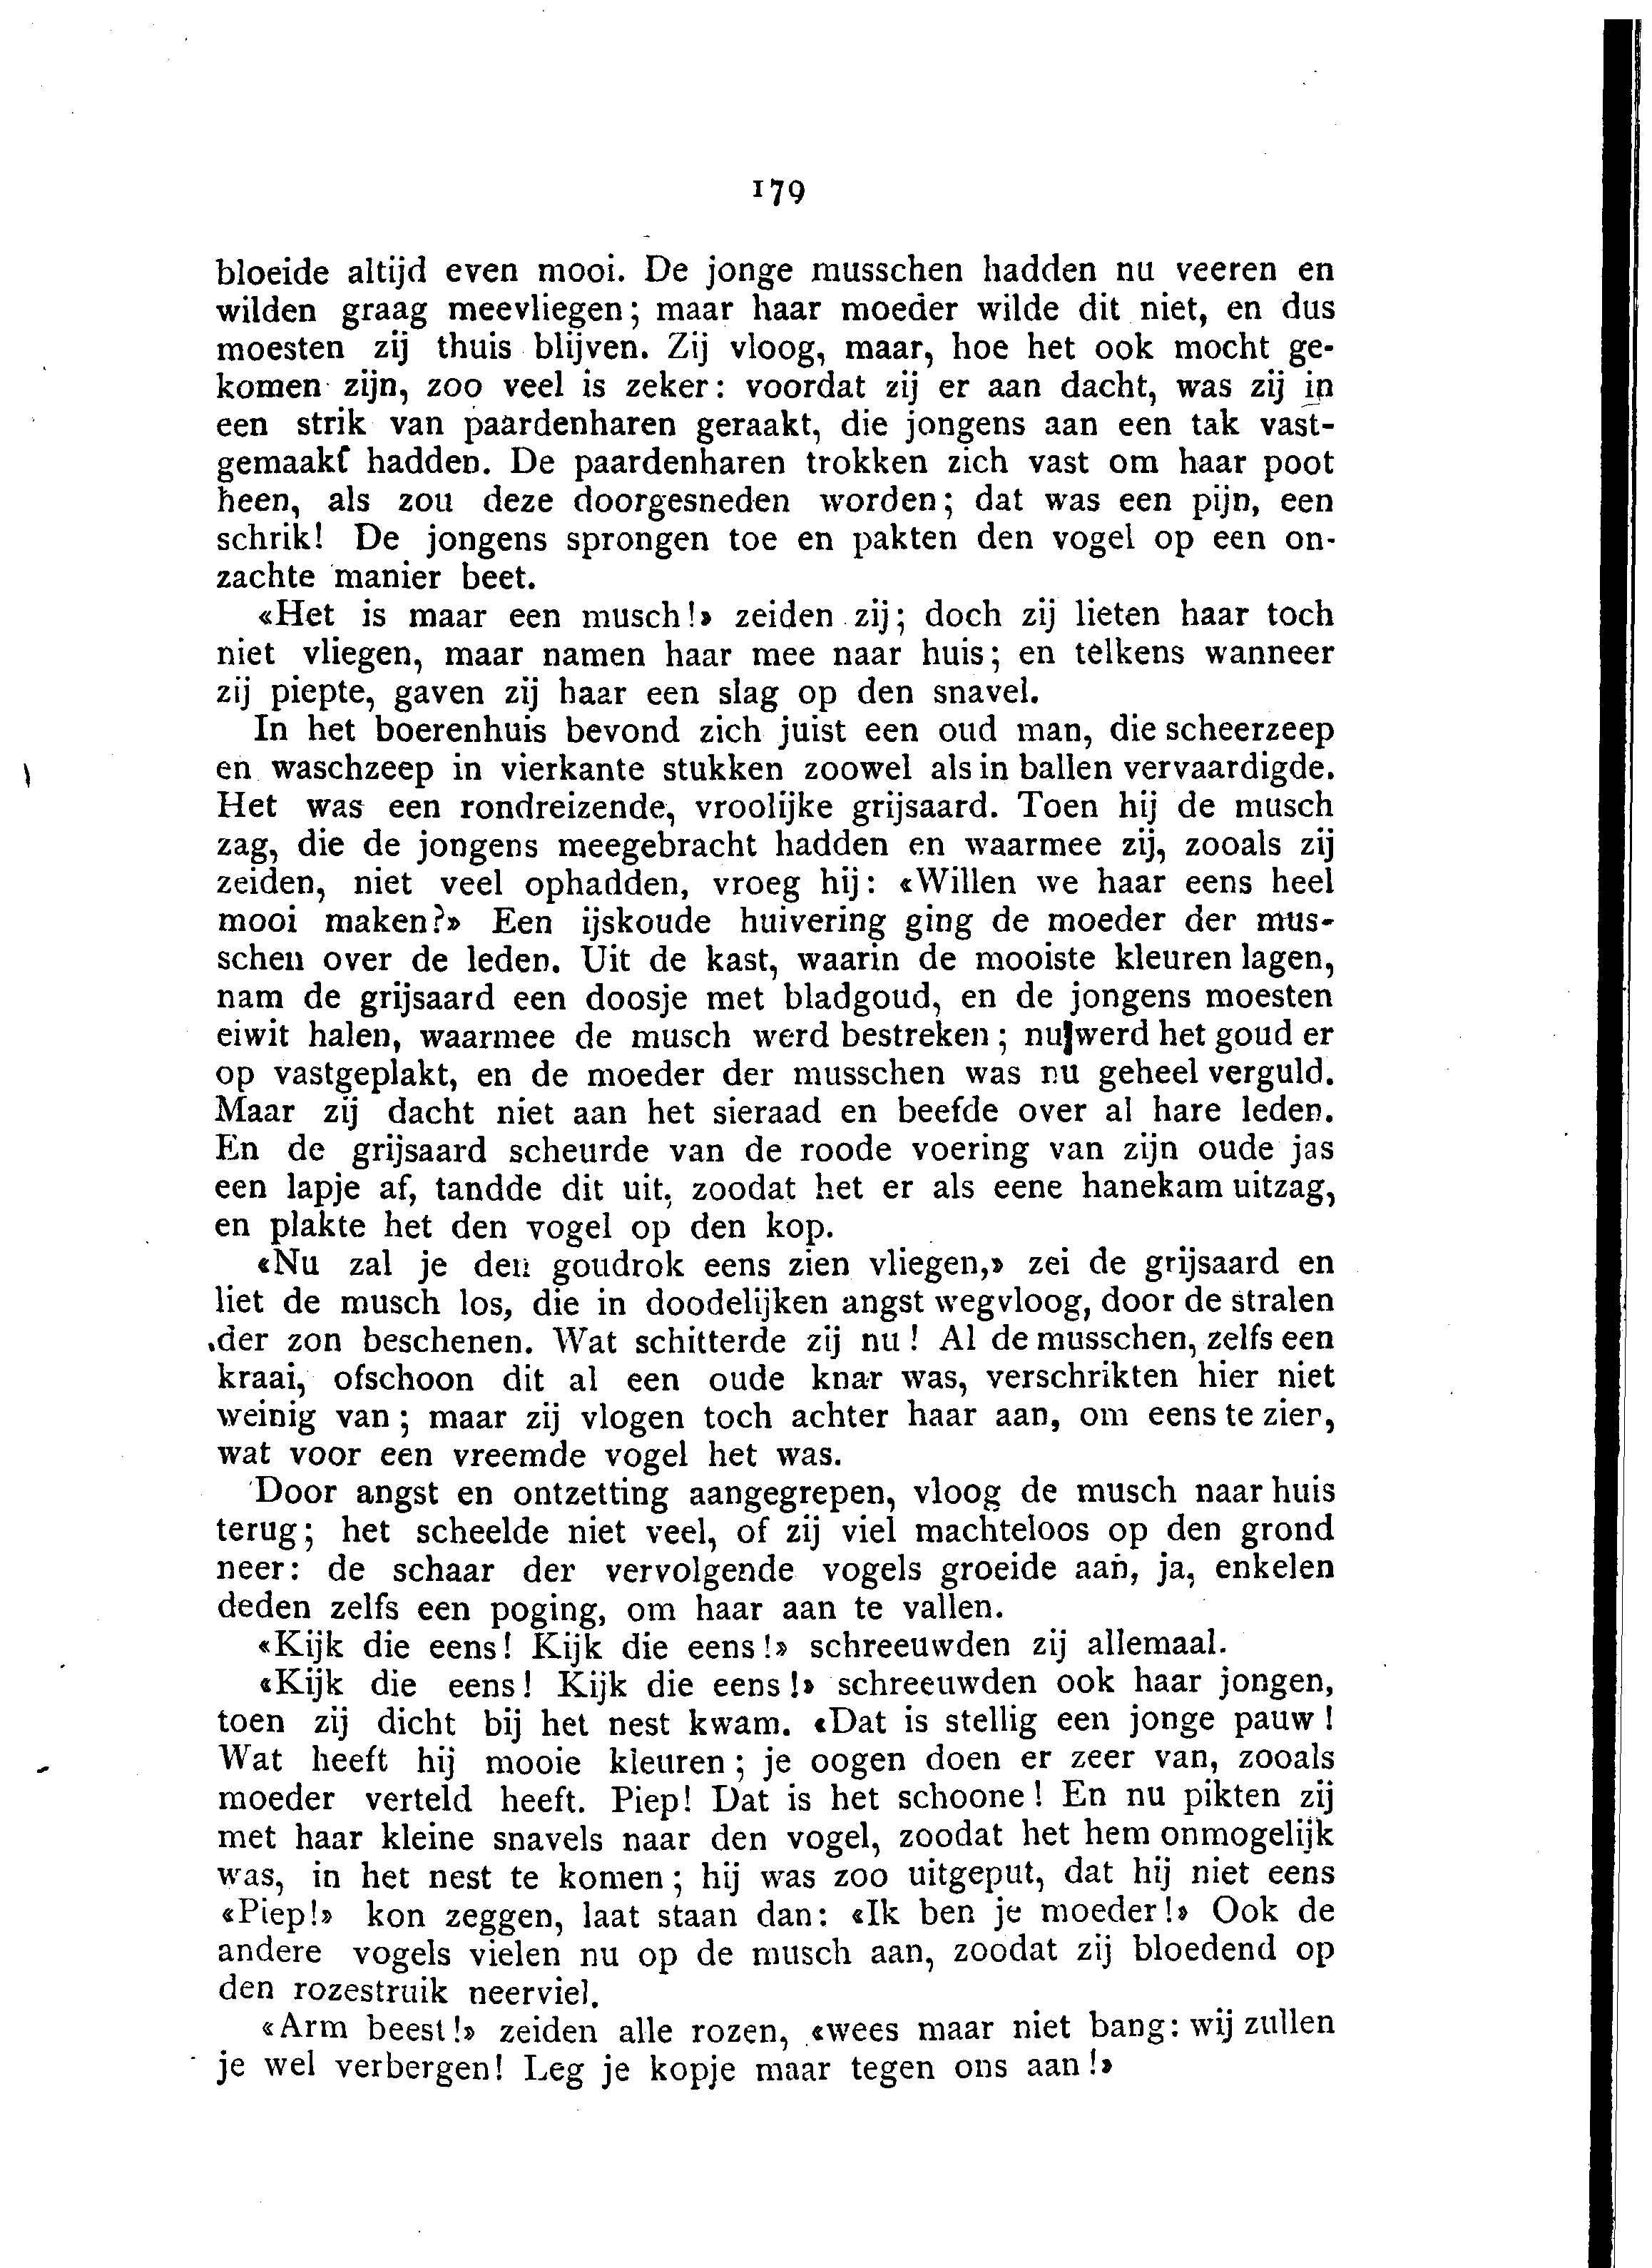 179
bloeide altijd even mooi. De jonge musschen hadden nu veeren en
wilden graag meevliegen; maar haar moeder wilde dit niet, en dus
moesten zij thuis blijven. Zij vloog, maar, hoe het ook mocht ge-
komen zijn, zoo veel is zeker: voordat zij er aan dacht, was zij in
een strik van paardenharen geraakt, die jongens aan een tak vast-
gemaakt hadden. De paardenharen trokken zich vast om haar poot
heen, als zou deze doorgesneden worden; dat was een pijn, een
schrik! De jongens sprongen toe en pakten den vogel op een on-
zachte manier beet.
«Het is maar een musch!» zeiden zij; doch zij lieten haar toch
niet vliegen, maar namen haar mee naar huis; en telkens wanneer
zij piepte, gaven zij haar een slag op den snavel.
In het boerenhuis bevond zich juist een oud man, die scheerzeep
en waschzeep in vierkante stukken zoowel als in ballen vervaardigde.
Het was een rondreizende, vroolijke grijsaard. Toen hij de musch
zag, die de jongens meegebracht hadden en waarmee zij, zooals zij
zeiden, niet veel ophadden, vroeg hij: «Willen we haar eens heel
mooi maken?» Een ijskoude huivering ging de moeder der mus-
schen over de leden. Uit de kast, waarin de mooiste kleuren lagen,
nam de grijsaard een doosje met bladgoud, en de jongens moesten
eiwit halen, waarmee de musch werd bestreken; nu werd het goud er
op vastgeplakt, en de moeder der musschen was nu geheel verguld.
Maar zij dacht niet aan het sieraad en beefde over al hare leden.
En de grijsaard scheurde van de roode voering van zijn oude jas
een lapje af, tandde dit uit, zoodat het er als eene hanekam uitzag,
en plakte het den vogel op den kop.
«Nu zal je den goudrok eens zien vliegen,» zei de grijsaard en
liet de musch los, die in doodelijken angst wegvloog, door de stralen
der zon beschenen. Wat schitterde zij nu! Al de musschen, zelfs een
kraai, ofschoon dit al een oude knar was, verschrikten hier niet
weinig van; maar zij vlogen toch achter haar aan, om eens te zier,
wat voor een vreemde vogel het was.
Door angst en ontzetting aangegrepen, vloog de musch naar huis
terug; het scheelde niet veel, of zij viel machteloos op den grond
neer: de schaar der vervolgende vogels groeide aan, ja, enkelen
deden zelfs een poging, om haar aan te vallen.
«Kijk die eens! Kijk die eens!» schreeuwden zij allemaal.
«Kijk die eens! Kijk die eens!» schreeuwden ook haar jongen,
toen zij dicht bij het nest kwam. «Dat is stellig een jonge pauw!
Wat heeft hij mooie kleuren; je oogen doen er zeer van, zooals
moeder verteld heeft. Piep! Dat is het schoone! En nu pikten zij
met haar kleine snavels naar den vogel, zoodat het hem onmogelijk
was, in het nest te komen; hij was zoo uitgeput, dat hij niet eens
«Piep!» kon zeggen, laat staan dan: «Ik ben je moeder!» Ook de
andere vogels vielen nu op de musch aan, zoodat zij bloedend op
den rozestruik neerviel.
«Arm beest!» zeiden alle rozen, «wees maar niet bang: wij zullen
je wel verbergen! Leg je kopje maar tegen ons aan!»